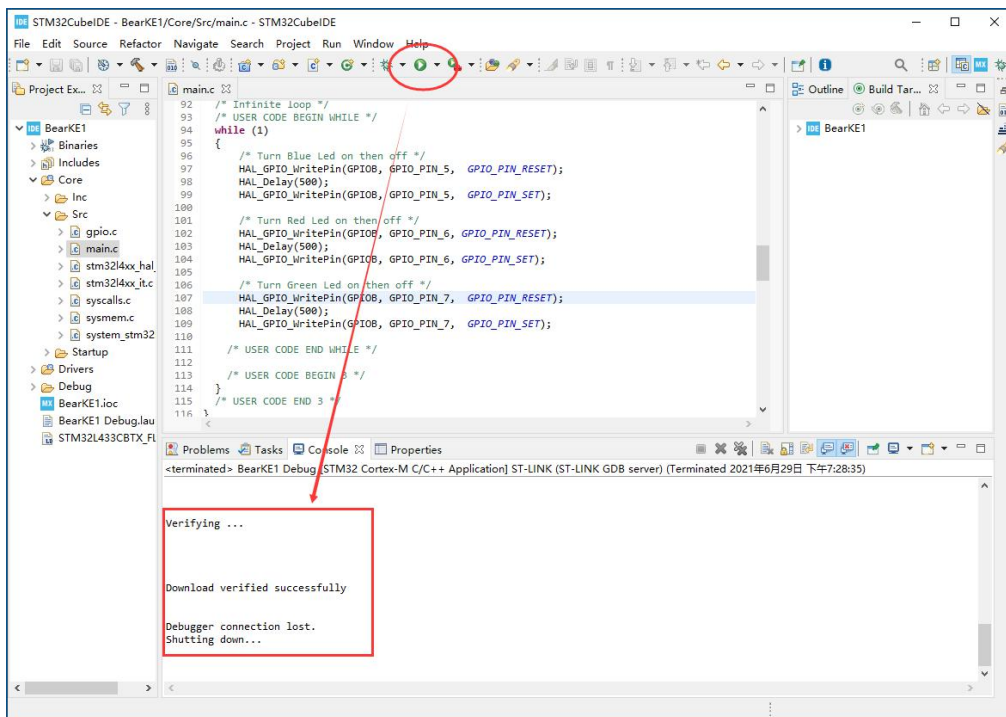 STM32CubeIDE - BearKE1/Core/Src/main.c - STM32CubeIDE
File Edit Source Refactor Navigate Search Project Run Window Help
Project Ex...
BearKE1
Binaries
Includes
Core
Inc
Src
gpio.c
main.c
stm32l4xx_hal_
stm32l4xx_it.c
syscalls.c
sysmem.c
system_stm32
Startup
Drivers
Debug
BearKE1.ioc
BearKE1 Debug.lau
STM32L433CBTX_FL
main.c
92 /* Infinite loop */
93 /* USER CODE BEGIN WHILE */
94 while (1)
95 {
96 /* Turn Blue Led on then off */
97 HAL_GPIO_WritePin(GPIOB, GPIO_PIN_5, GPIO_PIN_RESET);
98 HAL_Delay(500);
99 HAL_GPIO_WritePin(GPIOB, GPIO_PIN_5, GPIO_PIN_SET);
100
101 /* Turn Red Led on then off */
102 HAL_GPIO_WritePin(GPIOB, GPIO_PIN_6, GPIO_PIN_RESET);
103 HAL_Delay(500);
104 HAL_GPIO_WritePin(GPIOB, GPIO_PIN_6, GPIO_PIN_SET);
105
106 /* Turn Green Led on then off */
107 HAL_GPIO_WritePin(GPIOB, GPIO_PIN_7, GPIO_PIN_RESET);
108 HAL_Delay(500);
109 HAL_GPIO_WritePin(GPIOB, GPIO_PIN_7, GPIO_PIN_SET);
110
111 /* USER CODE END WHILE */
112
113 /* USER CODE BEGIN 3 */
114 }
115 /* USER CODE END 3 */
116 }
Outline Build Tar...
BearKE1
Problems Tasks Console Properties
<terminated> BearKE1 Debug [STM32 Cortex-M C/C++ Application] ST-LINK (ST-LINK GDB server) (Terminated 2021年6月29日 下午7:28:35)
Verifying ...
Download verified successfully
Debugger connection lost.
Shutting down...